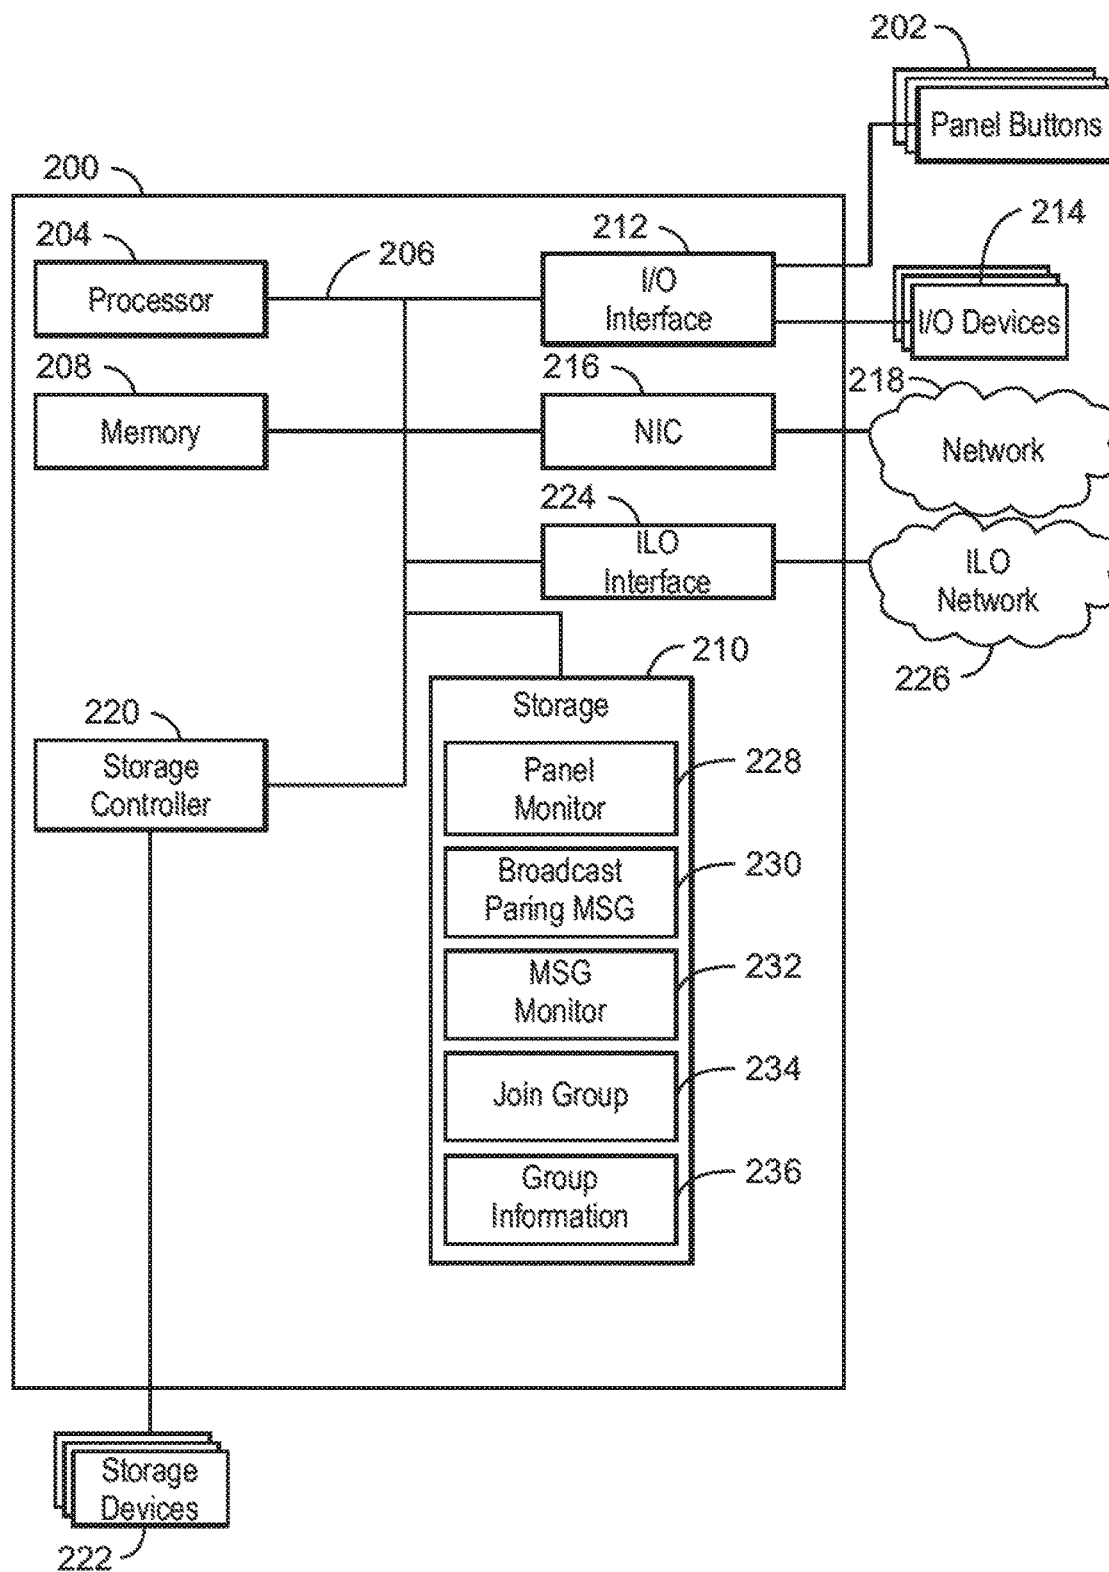 202
Panel Buttons
200
204
Processor
206
212
I/O
Interface
214
I/O Devices
208
Memory
216
NIC
218
Network
224
ILO
Interface
ILO
Network
226
210
Storage
220
Storage
Controller
Panel
Monitor
228
Broadcast
Paring MSG
230
MSG
Monitor
232
Join Group
234
Group
Information
236
Storage
Devices
222